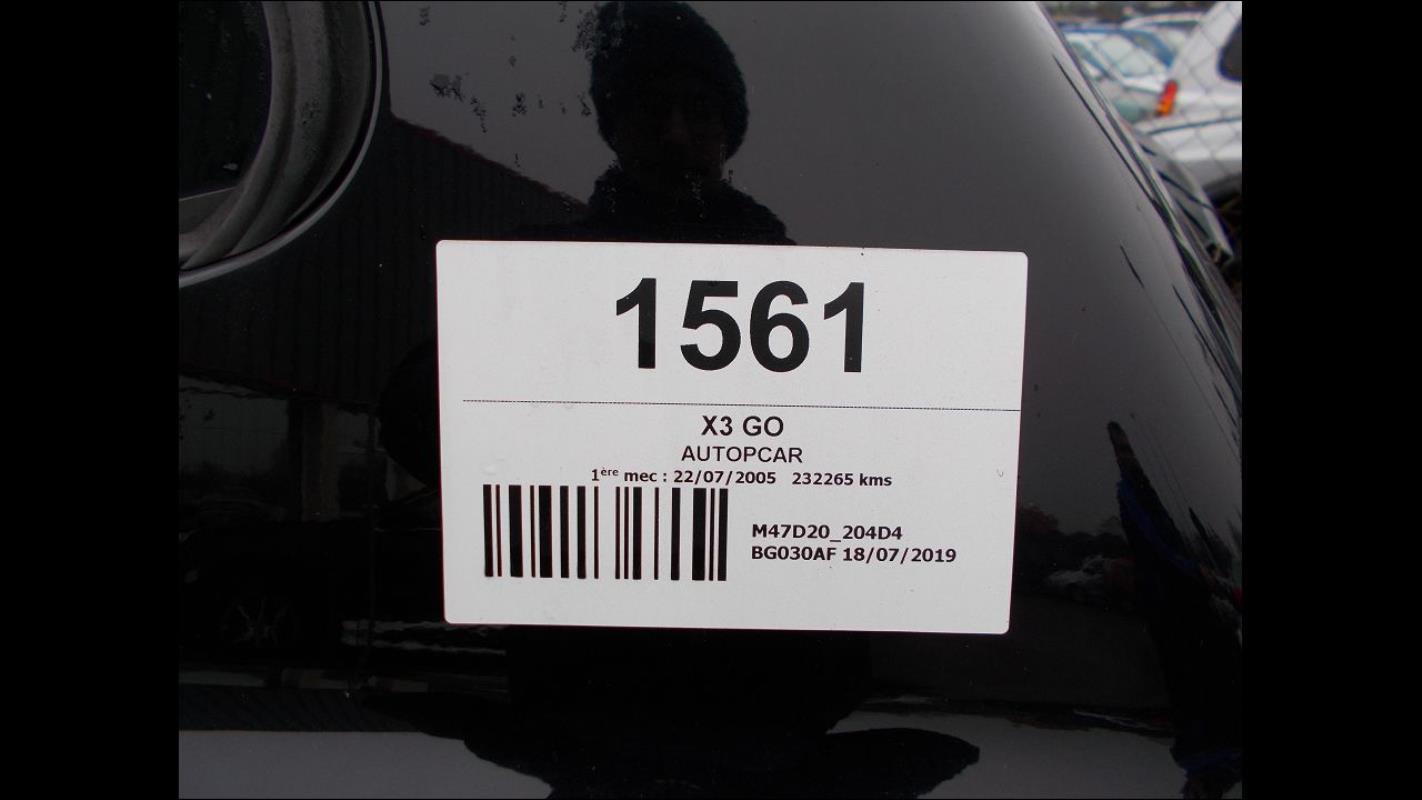 1561
X3 GO
AUTOPCAR
1ère mec : 22/07/2005 232265 kms
M47D20_204D4
BG030AF 18/07/2019